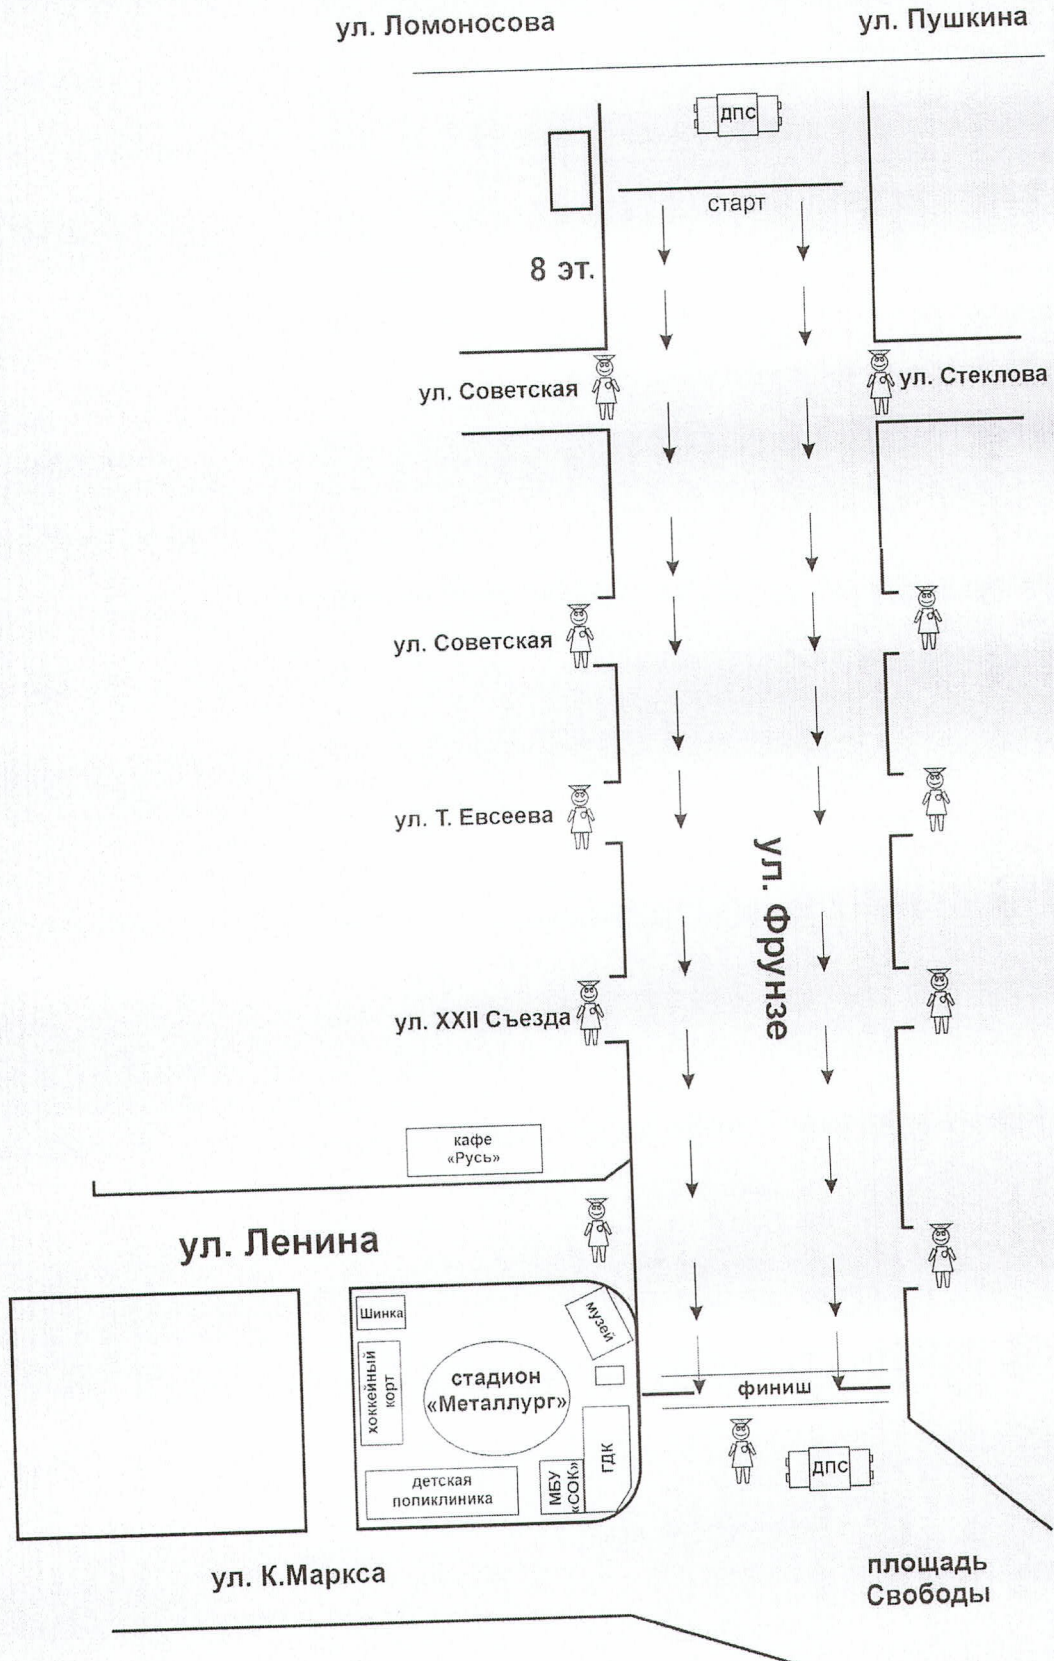 ул. Ломоносова
ул. Пушкина
ДПС
старт
8 эт.
ул. Советская
ул. Стеклова
ул. Советская
ул. Т. Евсеева
ул. Фрунзе
ул. XXII Съезда
кафе
«Русь»
ул. Ленина
Шинка
музей
хоккейный
корт
стадион
«Металлург»
финиш
ГДК
МБУ
«СОК»
детская
поликлиника
ДПС
ул. К.Маркса
площадь
Свободы